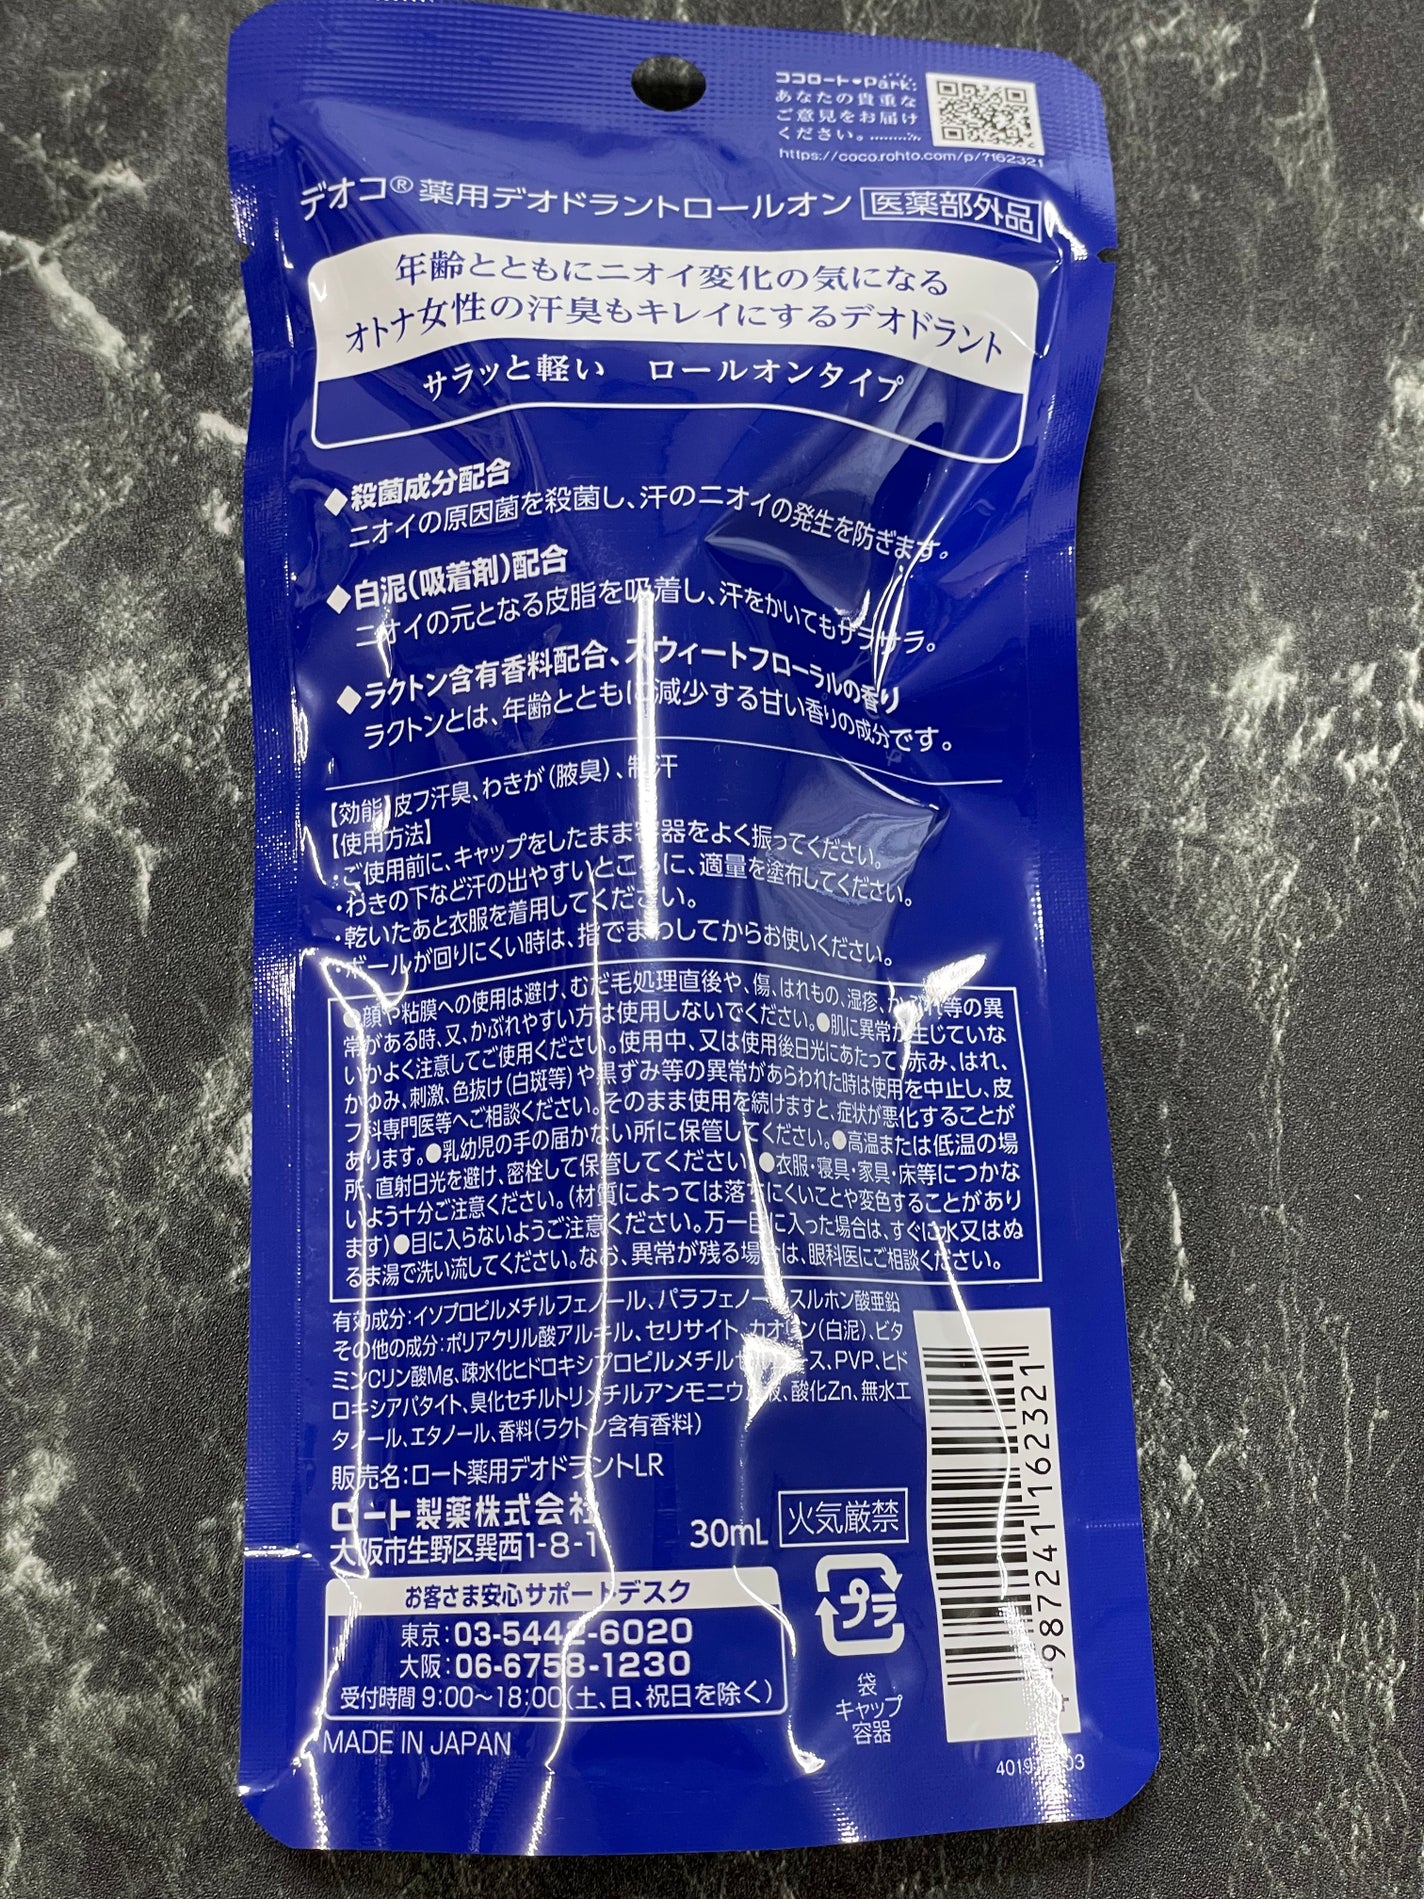 ココロート•Park:
あなたの貴重な
ご意見をお届け
ください。
https://coco.rohto.com/p/?162321
デオコ® 薬用デオドラントロールオン 医薬部外品
年齢とともにニオイ変化の気になる
オトナ女性の汗臭もキレイにするデオドラント
サラッと軽い ロールオンタイプ
◆殺菌成分配合
ニオイの原因菌を殺菌し、汗のニオイの発生を防ぎます。
◆白泥(吸着剤)配合
ニオイの元となる皮脂を吸着し、汗をかいてもサラサラ。
◆ラクトン含有香料配合、スウィートフローラルの香り
ラクトンとは、年齢とともに減少する甘い香りの成分です。
【効能】皮フ汗臭、わきが(腋臭)、制汗
【使用方法】
・ご使用前に、キャップをしたまま容器をよく振ってください。
・わきの下など汗の出やすいところに、適量を塗布してください。
・乾いたあと衣服を着用してください。
・ボールが回りにくい時は、指でまわしてからお使いください。
●顔や粘膜への使用は避け、むだ毛処理直後や、傷、はれもの、湿疹、かぶれ等の異
常がある時、又、かぶれやすい方は使用しないでください。●肌に異常が生じていな
いかよく注意してご使用ください。使用中、又は使用後日光にあたって、赤み、はれ、
かゆみ、刺激、色抜け(白斑等)や黒ずみ等の異常があらわれた時は使用を中止し、皮
フ科専門医等へご相談ください。そのまま使用を続けますと、症状が悪化することが
あります。●乳幼児の手の届かない所に保管してください。●高温または低温の場
所、直射日光を避け、密栓して保管してください。●衣服・寝具・家具・床等につかな
いよう十分ご注意ください。(材質によっては落ちにくいことや変色することがあり
ます)●目に入らないようご注意ください。万一目に入った場合は、すぐに水又はぬ
るま湯で洗い流してください。なお、異常が残る場合は、眼科医にご相談ください。
有効成分:イソプロピルメチルフェノール、パラフェノールスルホン酸亜鉛
その他の成分:ポリアクリル酸アルキル、セリサイト、カオリン(白泥)、ビタ
ミンCリン酸Mg、疎水化ヒドロキシプロピルメチルセルロース、PVP、ヒド
ロキシアパタイト、臭化セチルトリメチルアンモニウム液、酸化Zn、無水エ
タノール、エタノール、香料(ラクトン含有香料)
販売名:ロート薬用デオドラントLR
ロート製薬株式会社
大阪市生野区巽西1-8-1
30mL 火気厳禁
お客さま安心サポートデスク
東京:03-5442-6020
大阪:06-6758-1230
受付時間 9:00〜18:00(土、日、祝日を除く)
MADE IN JAPAN
プラ
袋
キャップ
容器
4 987241 162321